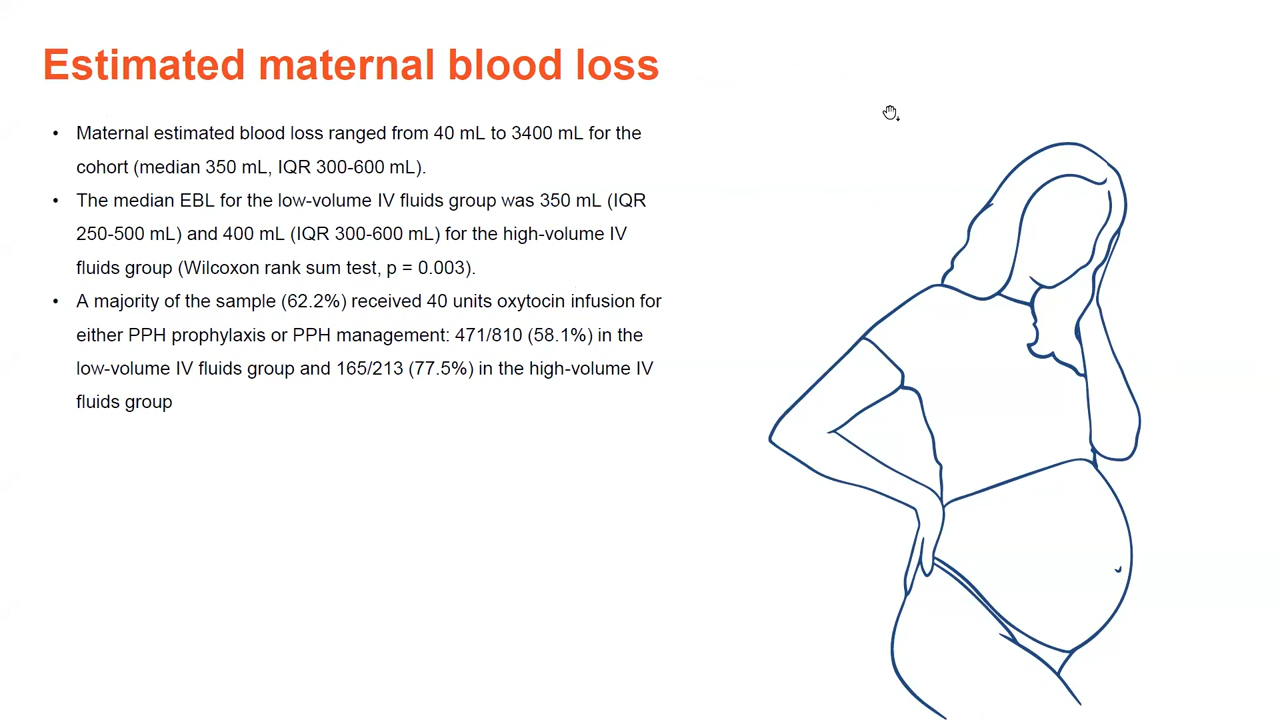 Estimated maternal blood loss
• Maternal estimated blood loss ranged from 40 mL to 3400 mL for the
cohort (median 350 mL, IQR 300-600 mL).
• The median EBL for the low-volume IV fluids group was 350 mL (IQR
250-500 mL) and 400 mL (IQR 300-600 mL) for the high-volume IV
fluids group (Wilcoxon rank sum test, p = 0.003).
• A majority of the sample (62.2%) received 40 units oxytocin infusion for
either PPH prophylaxis or PPH management: 471/810 (58.1%) in the
low-volume IV fluids group and 165/213 (77.5%) in the high-volume IV
fluids group